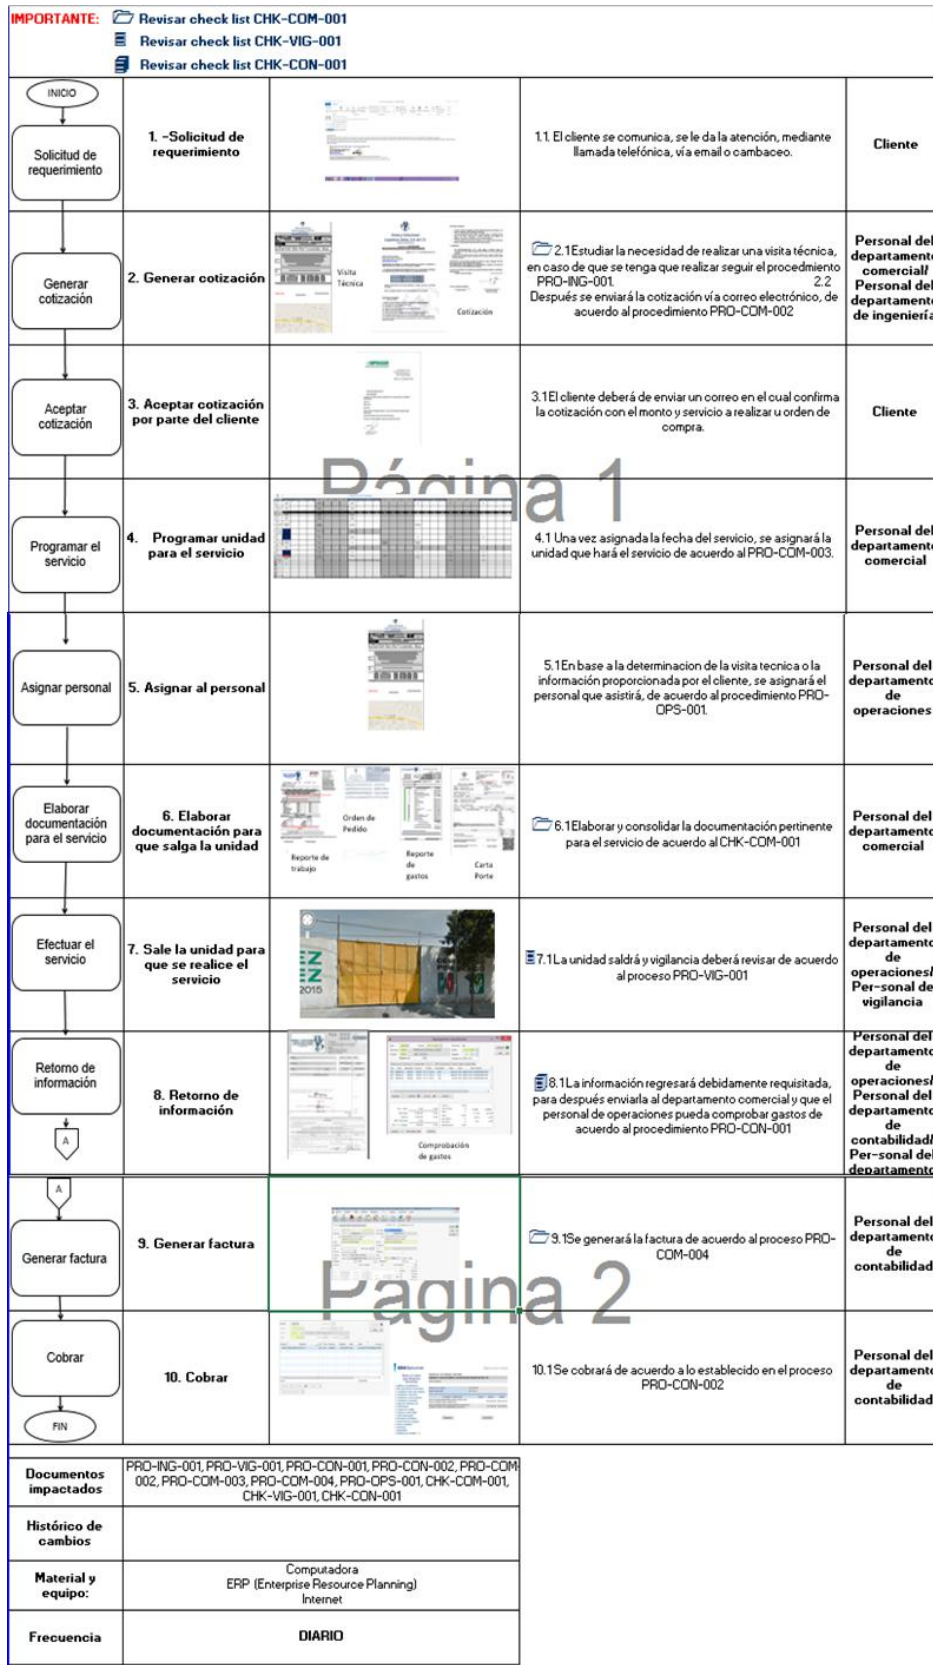 IMPORTANTE: Revisar check list CHK-COM-001
Revisar check list CHK-VIG-001
Revisar check list CHK-CON-001
INICIO
Solicitud de
requerimiento
1. -Solicitud de
requerimiento
1.1. El cliente se comunica, se le da la atención, mediante
llamada telefónica, vía email o cambaceo.
Cliente
Generar
cotización
2. Generar cotización
Visita
Técnica
Cotización
2.1Estudiar la necesidad de realizar una visita técnica,
en caso de que se tenga que realizar seguir el procedmiento
PRO-ING-001. 2.2
Después se enviará la cotización vía correo electrónico, de
acuerdo al procedimiento PRO-COM-002
Personal del
departamento
comercial/
Personal del
departamento
de ingeniería
Aceptar
cotización
3. Aceptar cotización
por parte del cliente
3.1El cliente deberá de enviar un correo en el cual confirma
la cotización con el monto y servicio a realizar u orden de
compra.
Cliente
Página 1
Programar el
servicio
4. Programar unidad
para el servicio
4.1 Una vez asignada la fecha del servicio, se asignará la
unidad que hará el servicio de acuerdo al PRO-COM-003.
Personal del
departamento
comercial
Asignar personal
5. Asignar al personal
5.1En base a la determinacion de la visita tecnica o la
información proporcionada por el cliente, se asignará el
personal que asistirá, de acuerdo al procedimiento PRO-
OPS-001.
Personal del
departamento
de
operaciones
Elaborar
documentación
para el servicio
6. Elaborar
documentación para
que salga la unidad
Reporte de
trabajo
Orden de
Pedido
Reporte
de
gastos
Carta
Porte
6.1Elaborar y consolidar la documentación pertinente
para el servicio de acuerdo al CHK-COM-001
Personal del
departamento
comercial
Efectuar el
servicio
7. Sale la unidad para
que se realice el
servicio
EN
2015
7.1La unidad saldrá y vigilancia deberá revisar de acuerdo
al proceso PRO-VIG-001
Personal del
departamento
de
operaciones/
Per-sonal de
vigilancia
Retorno de
información
A
8. Retorno de
información
Comprobación
de gastos
8.1La información regresará debidamente requisitada,
para después enviarla al departamento comercial y que el
personal de operaciones pueda comprobar gastos de
acuerdo al procedimiento PRO-CON-001
Personal del
departamento
de
operaciones/
Personal del
departamento
de
contabilidad/
Per-sonal del
departamento
A
Generar factura
9. Generar factura
9.1Se generará la factura de acuerdo al proceso PRO-
COM-004
Personal del
departamento
de
contabilidad
Página 2
Cobrar
FIN
10. Cobrar
10.1Se cobrará de acuerdo a lo establecido en el proceso
PRO-CON-002
Personal del
departamento
de
contabilidad
Documentos
impactados
PRO-ING-001, PRO-VIG-001, PRO-CON-001, PRO-CON-002, PRO-COM-
002, PRO-COM-003, PRO-COM-004, PRO-OPS-001, CHK-COM-001,
CHK-VIG-001, CHK-CON-001
Histórico de
cambios
Material y
equipo:
Computadora
ERP (Enterprise Resource Planning)
Internet
Frecuencia
DIARIO